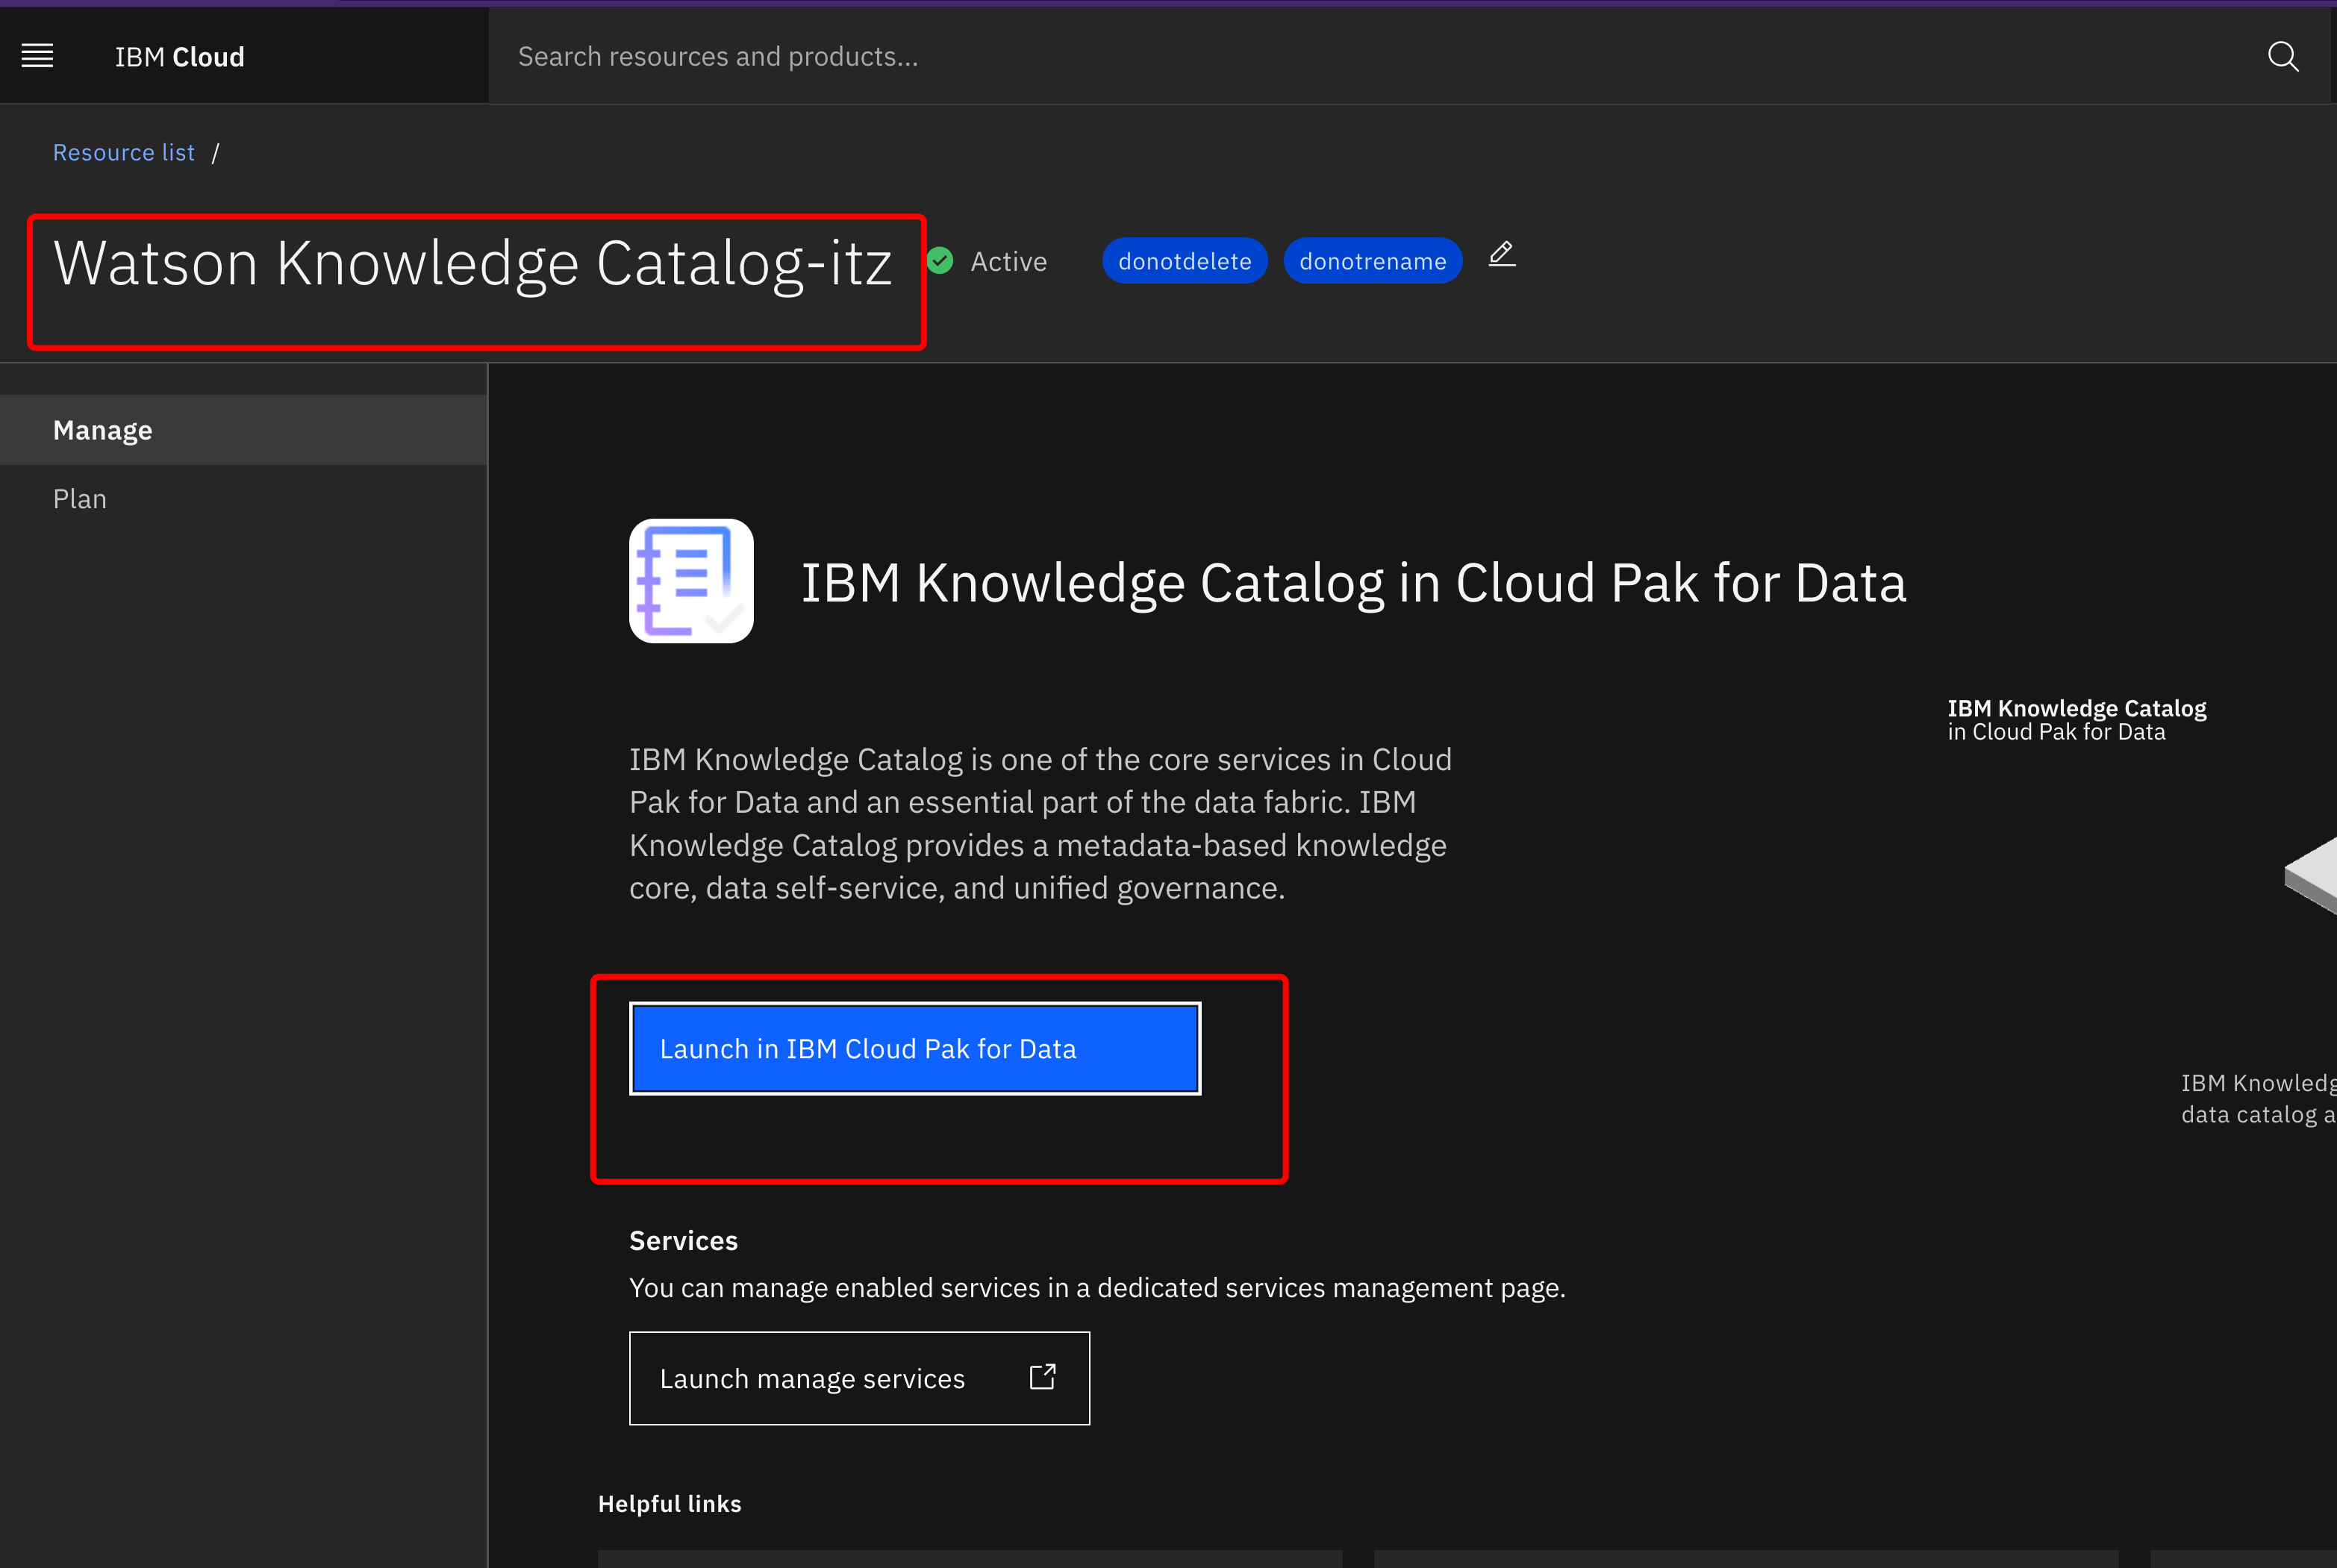 IBM Cloud
Search resources and products...
Resource list /
Watson Knowledge Catalog-itz
Active
donotdelete
donotrename
Manage
Plan
IBM Knowledge Catalog in Cloud Pak for Data
IBM Knowledge Catalog is one of the core services in Cloud
Pak for Data and an essential part of the data fabric. IBM
Knowledge Catalog provides a metadata-based knowledge
core, data self-service, and unified governance.
IBM Knowledge Catalog
in Cloud Pak for Data
Launch in IBM Cloud Pak for Data
IBM Knowledg
data catalog a
Services
You can manage enabled services in a dedicated services management page.
Launch manage services
Helpful links